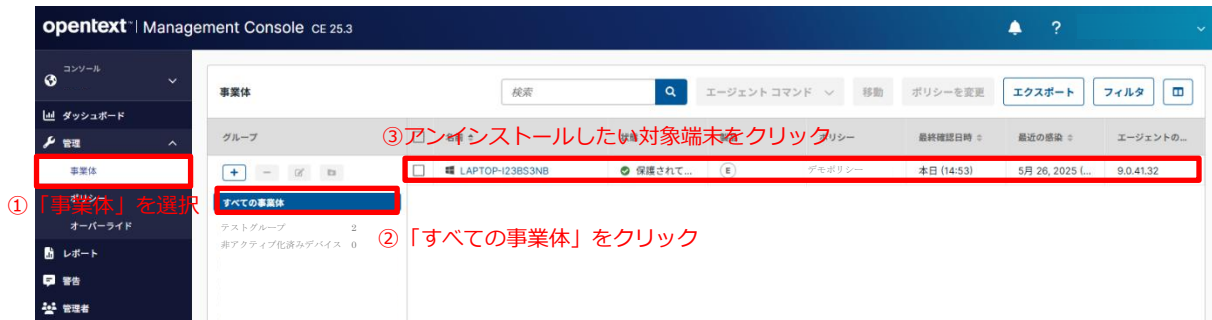 opentext™ | Management Console CE 25.3
?
コンソール
ダッシュボード
管理
事業体
ポリシー
オーバーライド
レポート
警告
管理者
①「事業体」を選択
事業体
検索
エージェント コマンド
移動
ポリシーを変更
エクスポート
フィルタ
グループ
すべての事業体
テストグループ 2
非アクティブ化済みデバイス 0
②「すべての事業体」をクリック
③アンインストールしたい対象端末をクリック
名前
ポリシー
最終確認日時
最近の感染
エージェントの...
LAPTOP-I23BS3NB
保護されて...
E
デモポリシー
本日 (14:53)
5月 26, 2025 (...
9.0.41.32